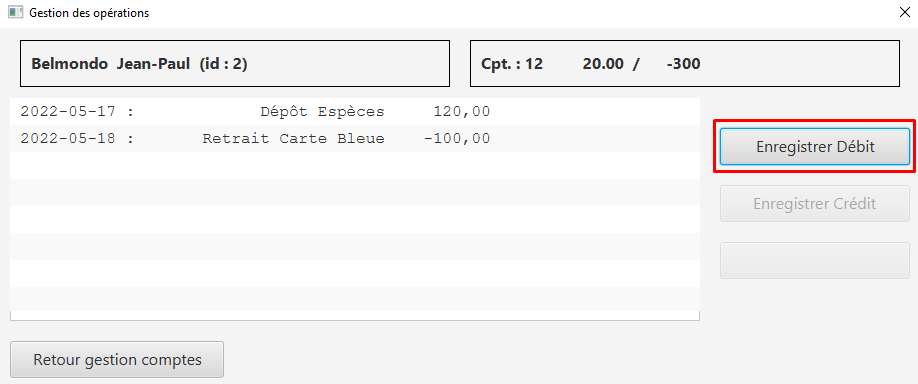 Gestion des opérations
Belmondo Jean-Paul (id : 2)
Cpt. : 12 20.00 / -300
2022-05-17 : Dépôt Espèces 120,00
2022-05-18 : Retrait Carte Bleue -100,00
Enregistrer Débit
Enregistrer Crédit
Retour gestion comptes